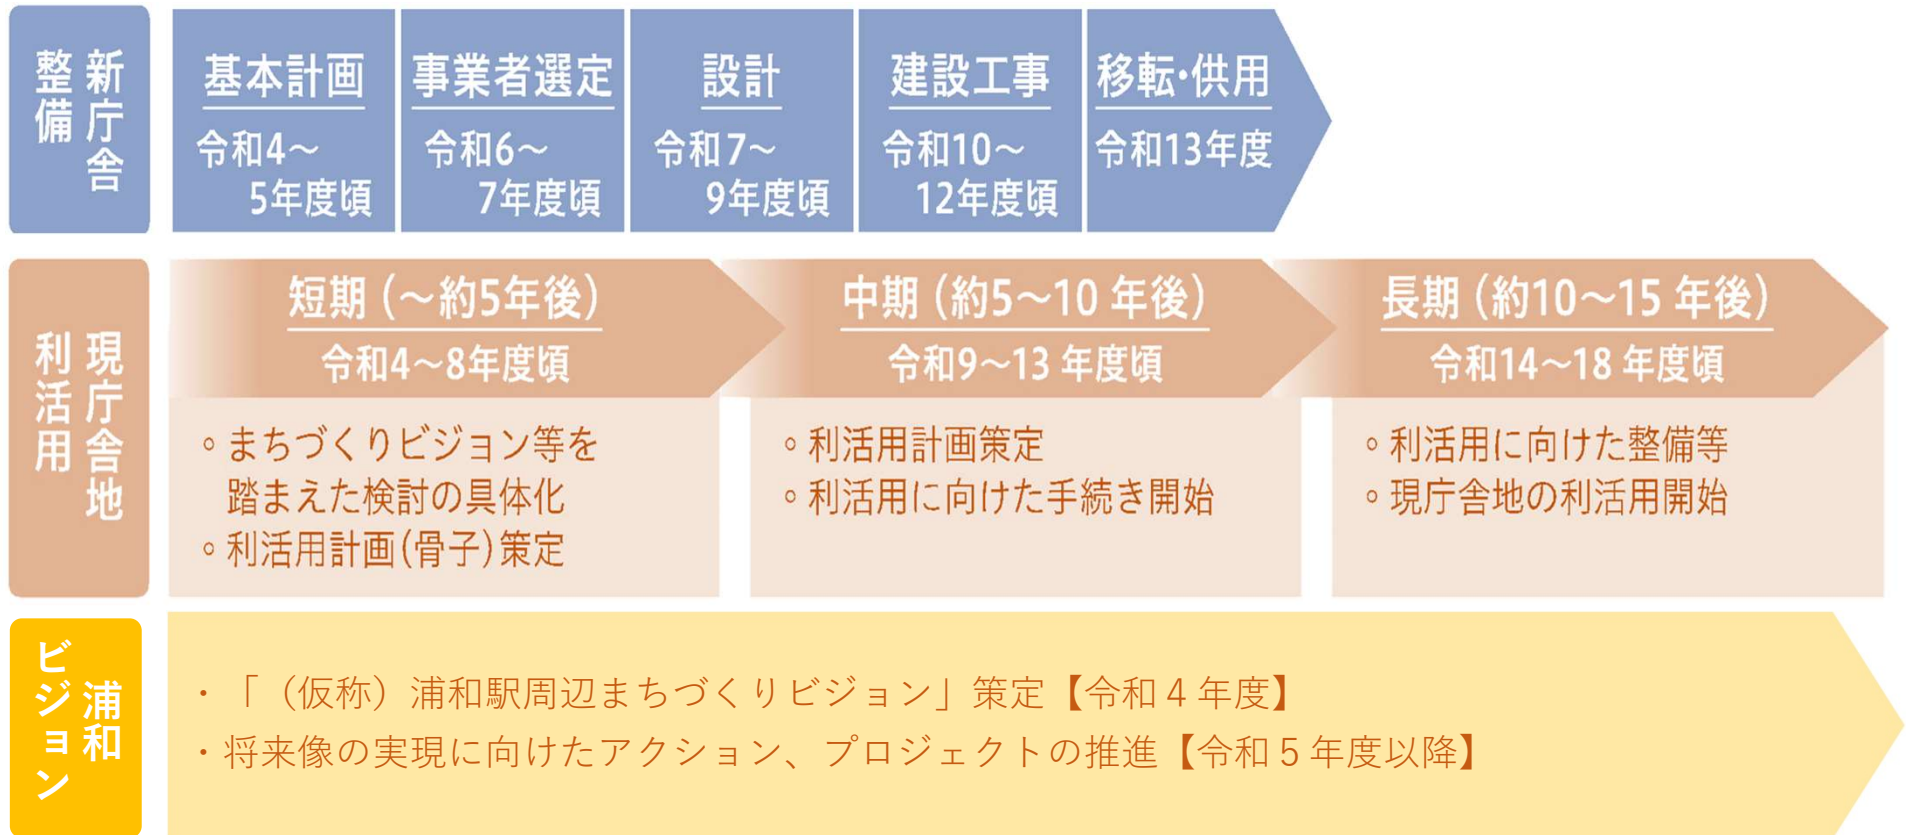 新庁舎
整備
基本計画
令和4～
5年度頃
事業者選定
令和6～
7年度頃
設計
令和7～
9年度頃
建設工事
令和10～
12年度頃
移転・供用
令和13年度
現庁舎地
利活用
短期（～約5年後）
令和4～8年度頃
◦まちづくりビジョン等を
踏まえた検討の具体化
◦利活用計画(骨子)策定
中期（約5～10 年後）
令和9～13 年度頃
◦利活用計画策定
◦利活用に向けた手続き開始
長期（約10～15 年後）
令和14～18 年度頃
◦利活用に向けた整備等
◦現庁舎地の利活用開始
浦和
ビジョン
・「（仮称）浦和駅周辺まちづくりビジョン」策定【令和４年度】
・将来像の実現に向けたアクション、プロジェクトの推進【令和５年度以降】